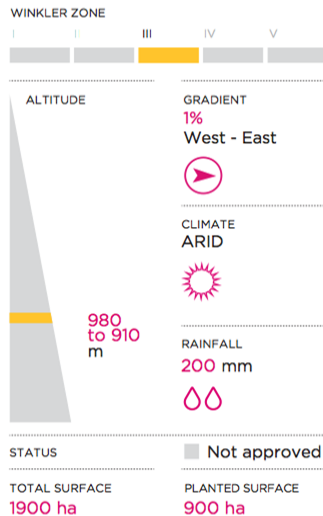 WINKLER ZONE
I II III IV V
ALTITUDE
980
to 910
m
GRADIENT
1%
West - East
CLIMATE
ARID
RAINFALL
200 mm
STATUS
Not approved
TOTAL SURFACE
1900 ha
PLANTED SURFACE
900 ha